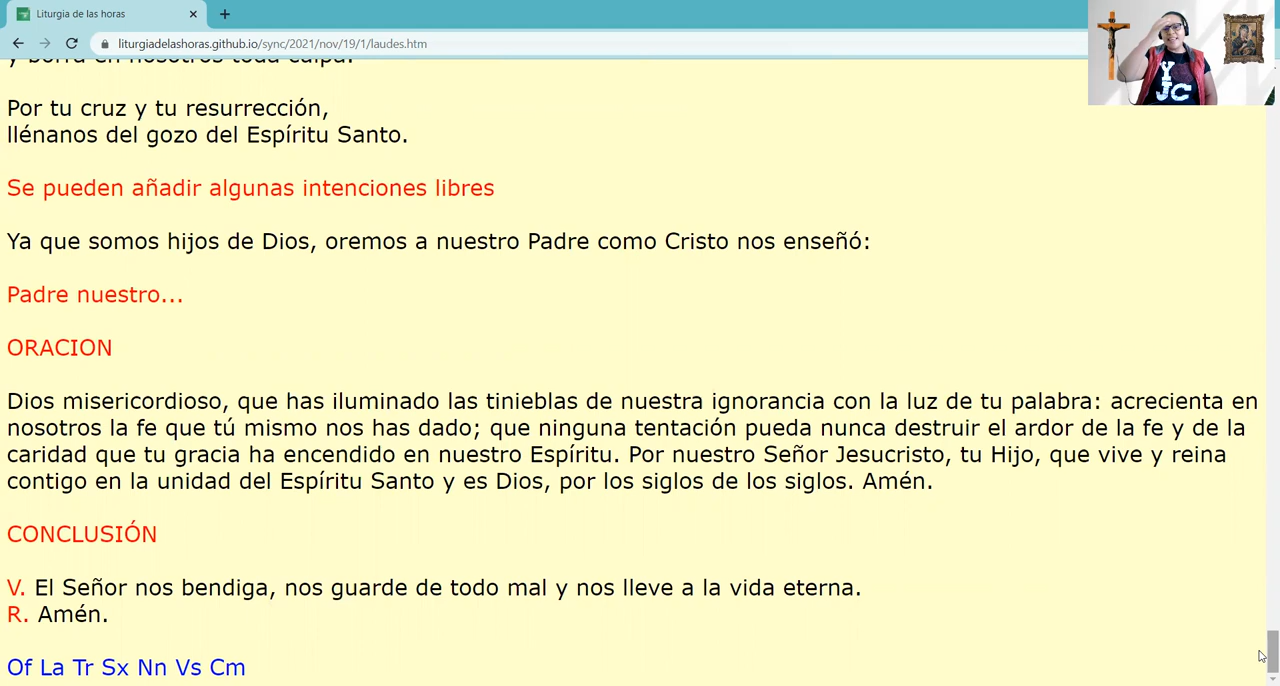 Liturgia de las horas
liturgiadelashoras.github.io/sync/2021/nov/19/1/laudes.htm
y borra en nosotros toda culpa.
Por tu cruz y tu resurrección,
llénanos del gozo del Espíritu Santo.
Se pueden añadir algunas intenciones libres
Ya que somos hijos de Dios, oremos a nuestro Padre como Cristo nos enseñó:
Padre nuestro...
ORACION
Dios misericordioso, que has iluminado las tinieblas de nuestra ignorancia con la luz de tu palabra: acrecienta en
nosotros la fe que tú mismo nos has dado; que ninguna tentación pueda nunca destruir el ardor de la fe y de la
caridad que tu gracia ha encendido en nuestro Espíritu. Por nuestro Señor Jesucristo, tu Hijo, que vive y reina
contigo en la unidad del Espíritu Santo y es Dios, por los siglos de los siglos. Amén.
CONCLUSIÓN
V. El Señor nos bendiga, nos guarde de todo mal y nos lleve a la vida eterna.
R. Amén.
Of La Tr Sx Nn Vs Cm
Y
JC